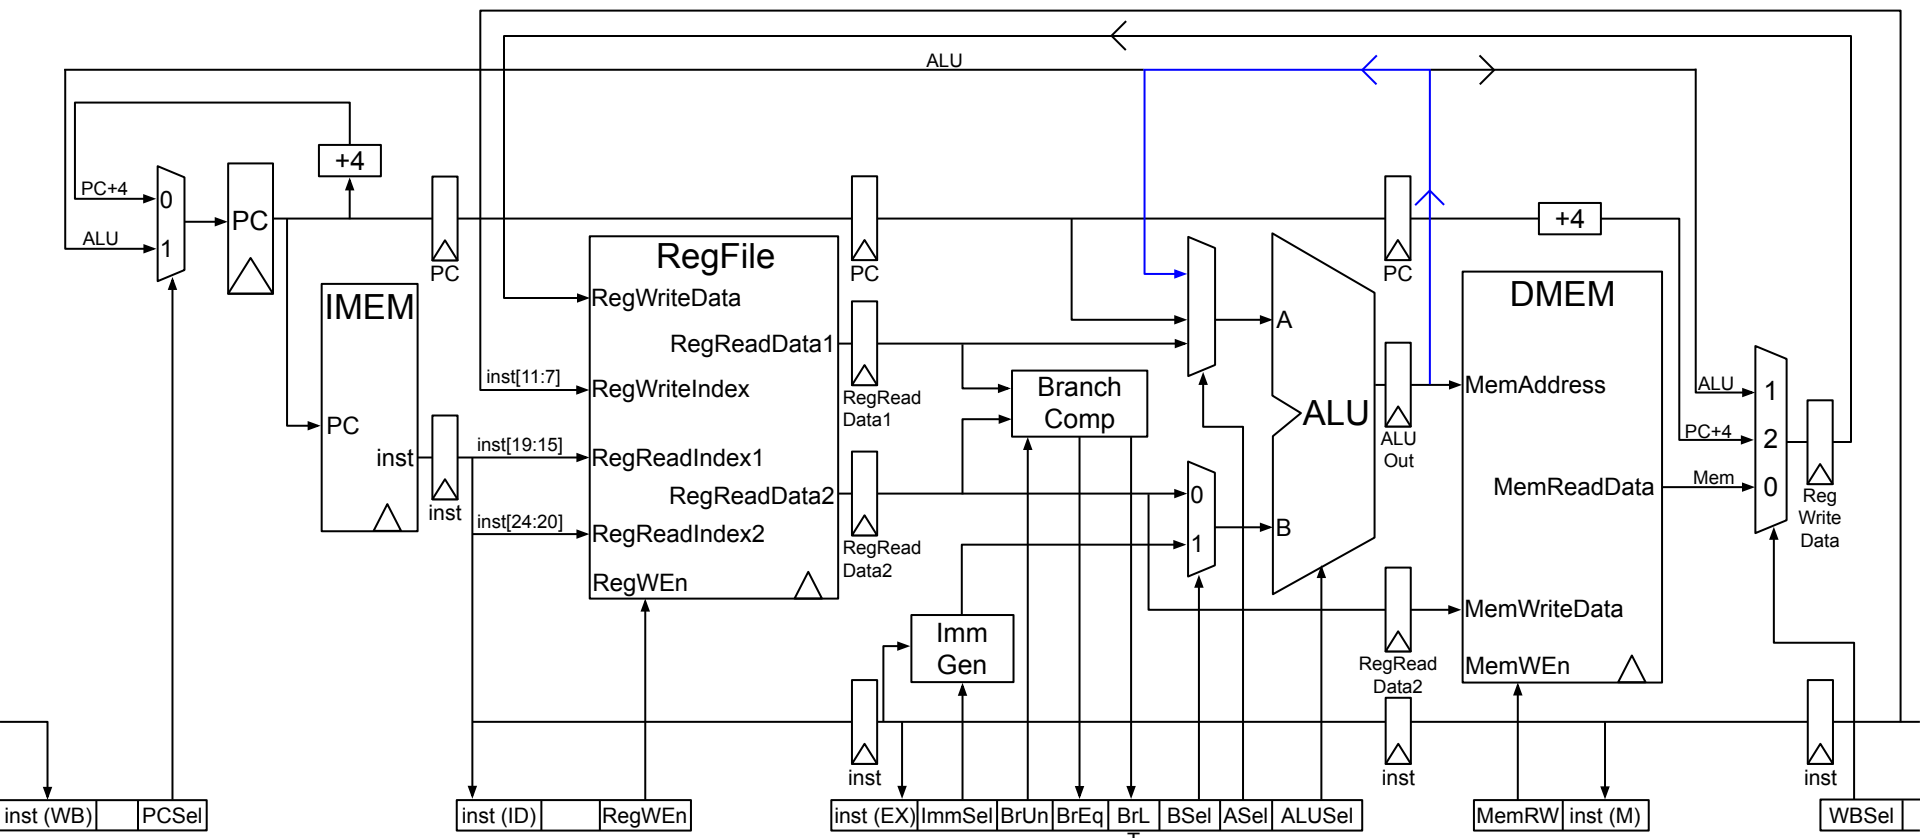 ALU
+4
PC+4
0
PC
ALU
1
PC
IMEM
PC
inst
inst
RegFile
RegWriteData
RegReadData1
inst[11:7]
RegWriteIndex
inst[19:15]
RegReadIndex1
RegReadData2
inst[24:20]
RegReadIndex2
RegWEn
PC
RegRead
Data1
RegRead
Data2
Branch
Comp
Imm
Gen
0
1
A
ALU
B
PC
ALU
Out
RegRead
Data2
+4
DMEM
MemAddress
MemReadData
MemWriteData
MemWEn
ALU
1
PC+4
2
Mem
0
Reg
Write
Data
inst
inst
inst
inst (WB)
PCSel
inst (ID)
RegWEn
inst (EX)
ImmSel
BrUn
BrEq
BrL
T
BSel
ASel
ALUSel
MemRW
inst (M)
WBSel